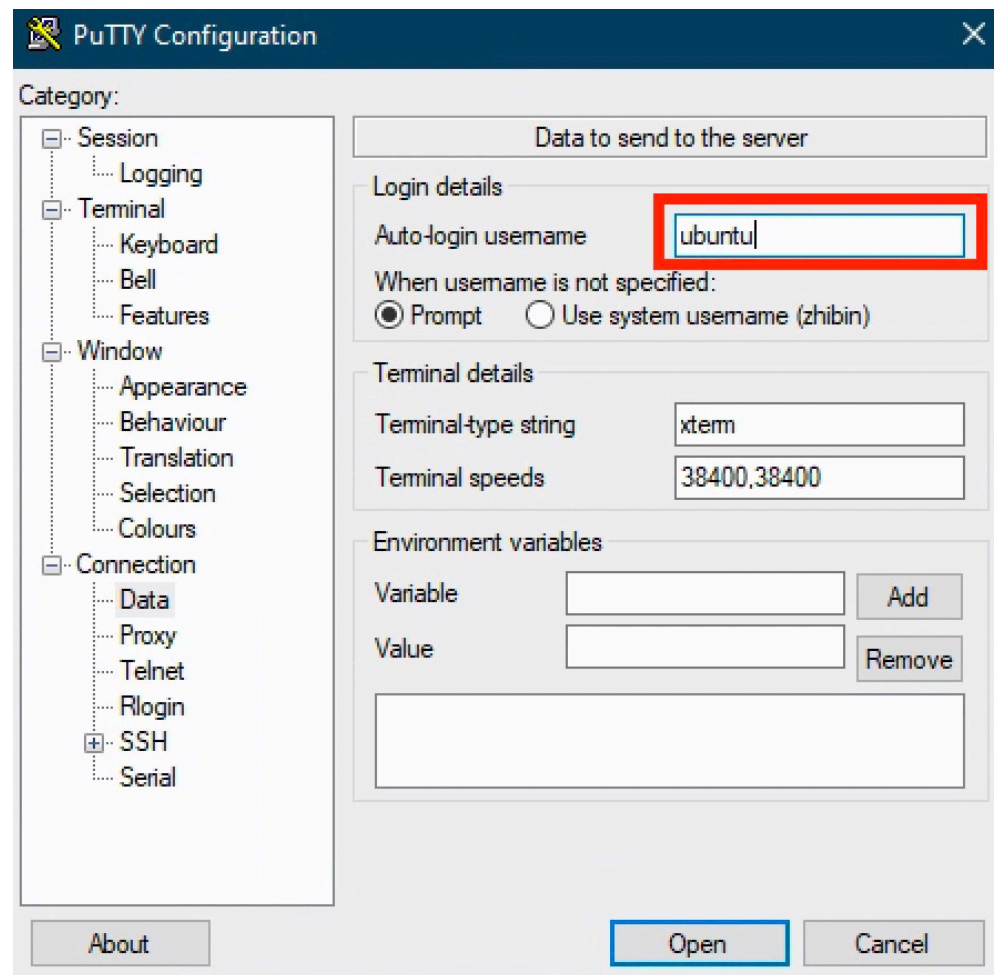 PuTTY Configuration
Category:
Session
Logging
Terminal
Keyboard
Bell
Features
Window
Appearance
Behaviour
Translation
Selection
Colours
Connection
Data
Proxy
Telnet
Rlogin
SSH
Serial
Data to send to the server
Login details
Auto-login username ubuntu
When username is not specified:
Prompt Use system username (zhibin)
Terminal details
Terminal-type string xterm
Terminal speeds 38400,38400
Environment variables
Variable Add
Value Remove
About Open Cancel